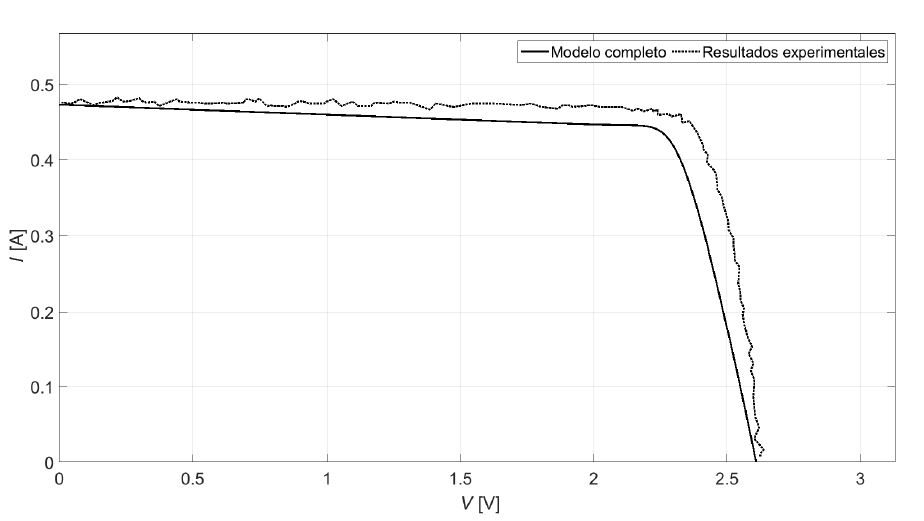 Modelo completo
Resultados experimentales
0.5
0.4
0.3
0.2
0.1
0
I [A]
0 0.5 1 1.5 2 2.5 3
V [V]